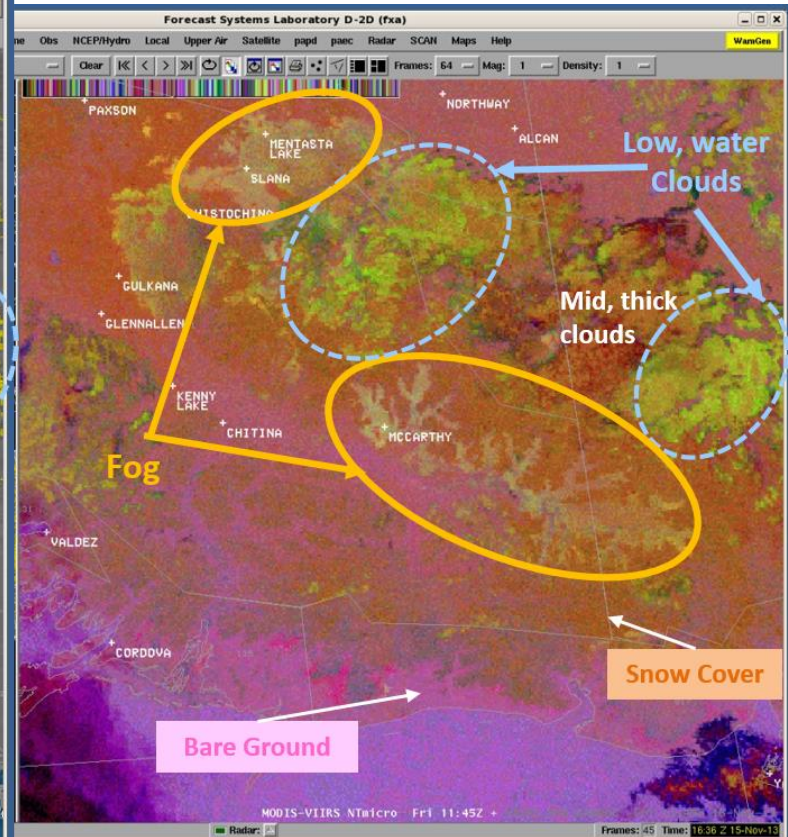 Forecast Systems Laboratory D-2D (fxa)
Obs NCEP/Hydro Local Upper Air Satellite papd paec Radar SCAN Maps Help WamGen
Clear Frames: 64 Mag: 1 Density: 1
PAXSON
NORTHWAY
ALCAN
MENTASTA
LAKE
SLANA
Low, water
Clouds
GULKANA
GLENNALLEN
Mid, thick
clouds
KENNY
LAKE
CHITINA
MCCARTHY
Fog
VALDEZ
CORDOVA
Snow Cover
Bare Ground
MODIS-VIIRS NTmicro Fri 11:45Z +
Radar: Frames: 45 Time: 16:36 Z 15-Nov-13